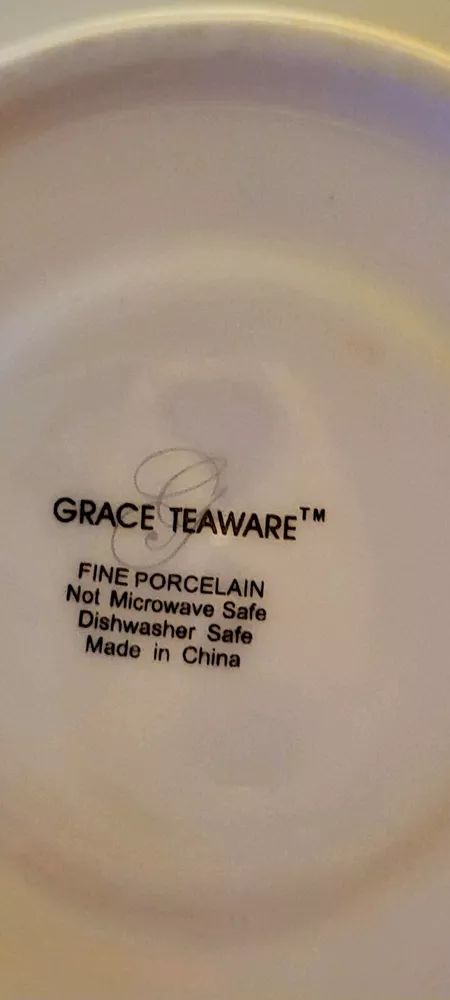 G
GRACE TEAWARE™
FINE PORCELAIN
Not Microwave Safe
Dishwasher Safe
Made in China